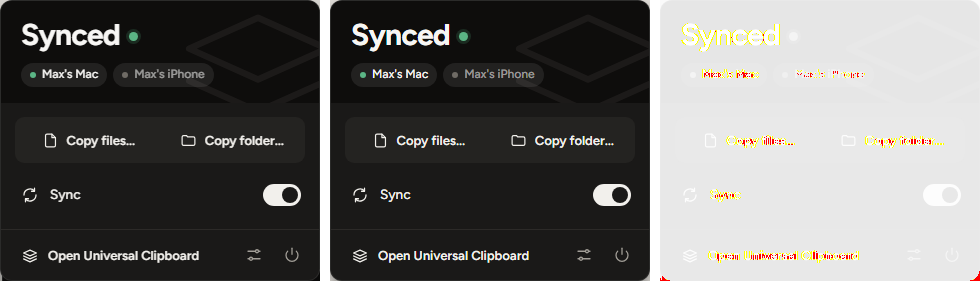 Synced
Max's Mac Max's iPhone
Copy files... Copy folder...
Sync
Open Universal Clipboard
Synced
Max's Mac Max's iPhone
Copy files... Copy folder...
Sync
Open Universal Clipboard
Synced